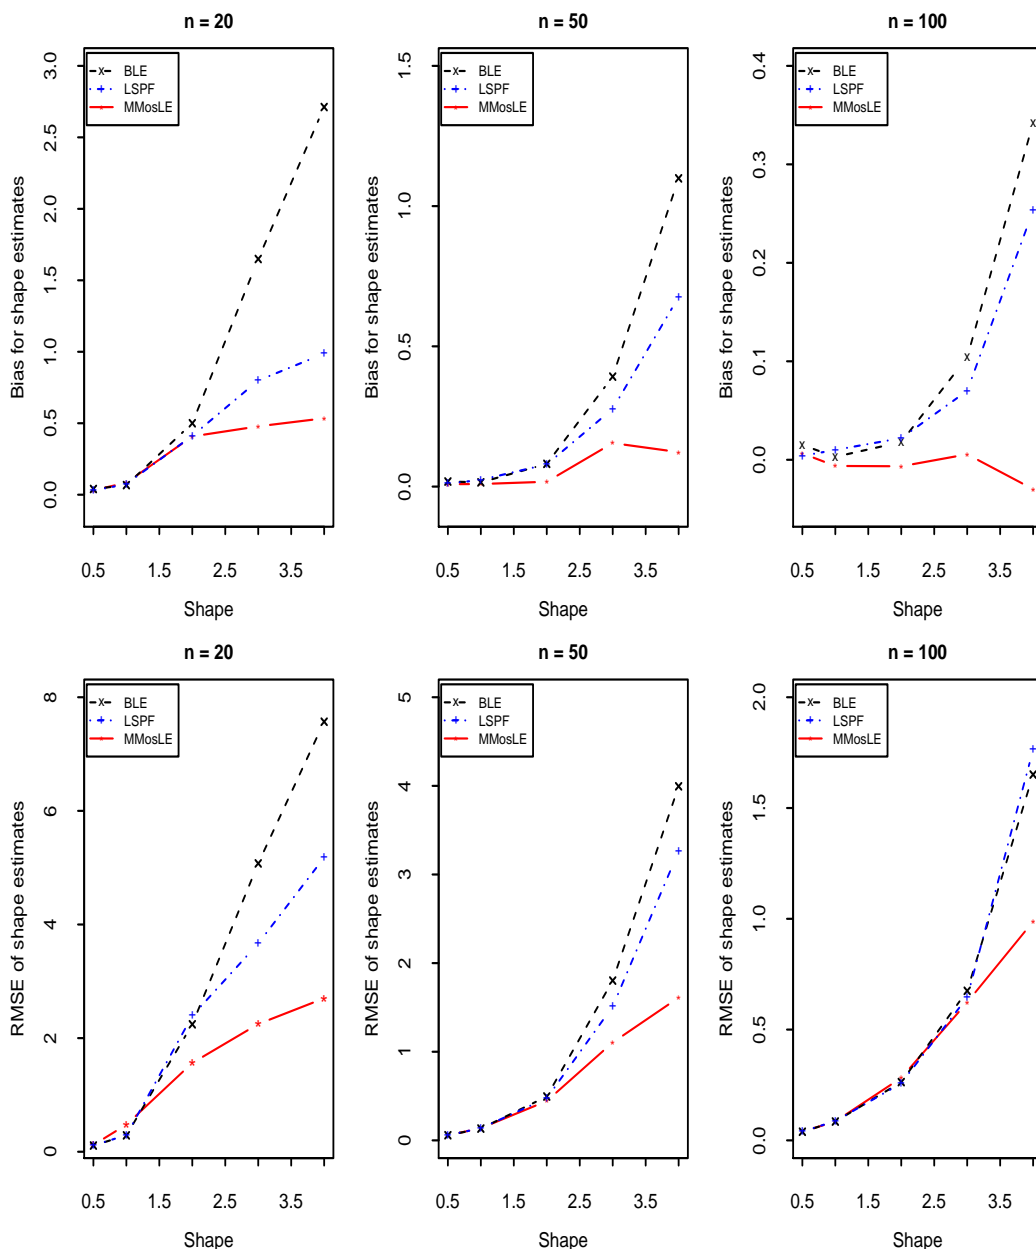 n = 20
BLE
LSPF
MMosLE
Bias for shape estimates
0.0 0.5 1.0 1.5 2.0 2.5 3.0
0.5 1.5 2.5 3.5
Shape
n = 50
BLE
LSPF
MMosLE
Bias for shape estimates
0.0 0.5 1.0 1.5
0.5 1.5 2.5 3.5
Shape
n = 100
BLE
LSPF
MMosLE
Bias for shape estimates
0.0 0.1 0.2 0.3 0.4
0.5 1.5 2.5 3.5
Shape
n = 20
BLE
LSPF
MMosLE
RMSE of shape estimates
0 2 4 6 8
0.5 1.5 2.5 3.5
Shape
n = 50
BLE
LSPF
MMosLE
RMSE of shape estimates
0 1 2 3 4 5
0.5 1.5 2.5 3.5
Shape
n = 100
BLE
LSPF
MMosLE
RMSE of shape estimates
0.0 0.5 1.0 1.5 2.0
0.5 1.5 2.5 3.5
Shape